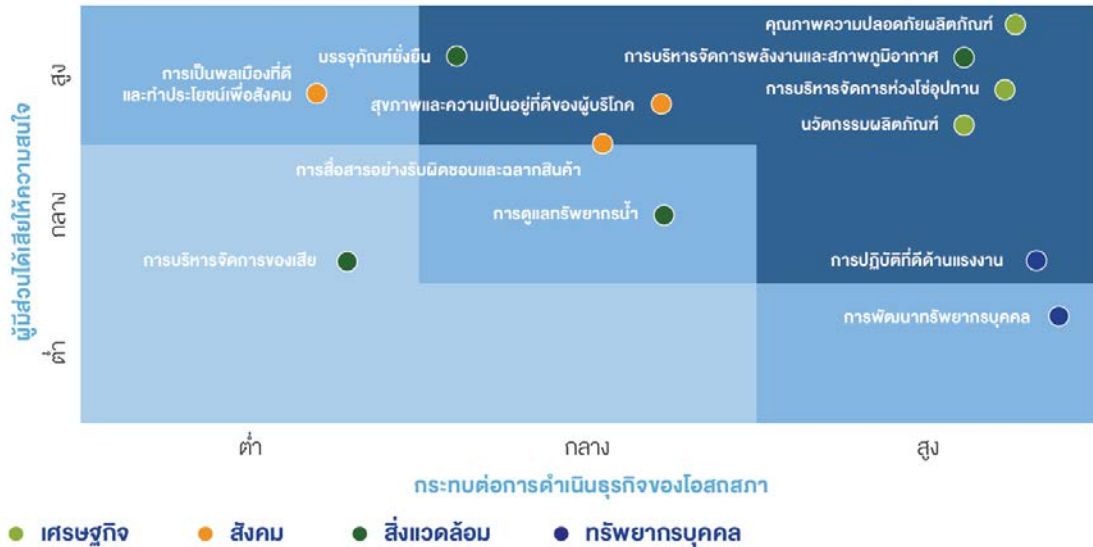 คุณภาพความปลอดภัยผลิตภัณฑ์
บรรจุภัณฑ์ยั่งยืน
การบริหารจัดการพลังงานและสภาพภูมิอากาศ
การเป็นพลเมืองที่ดี
และทำประโยชน์เพื่อสังคม
สุขภาพและความเป็นอยู่ที่ดีของผู้บริโภค
การบริหารจัดการห่วงโซ่อุปทาน
นวัตกรรมผลิตภัณฑ์
การสื่อสารอย่างรับผิดชอบและฉลากสินค้า
การดูแลทรัพยากรน้ำ
การบริหารจัดการของเสีย
การปฏิบัติที่ดีด้านแรงงาน
การพัฒนาทรัพยากรบุคคล
ผู้มีส่วนได้เสียให้ความสนใจ
สูง
กลาง
ต่ำ
ต่ำ
กลาง
สูง
กระทบต่อการดำเนินธุรกิจของโอสถสภา
เศรษฐกิจ
สังคม
สิ่งแวดล้อม
ทรัพยากรบุคคล